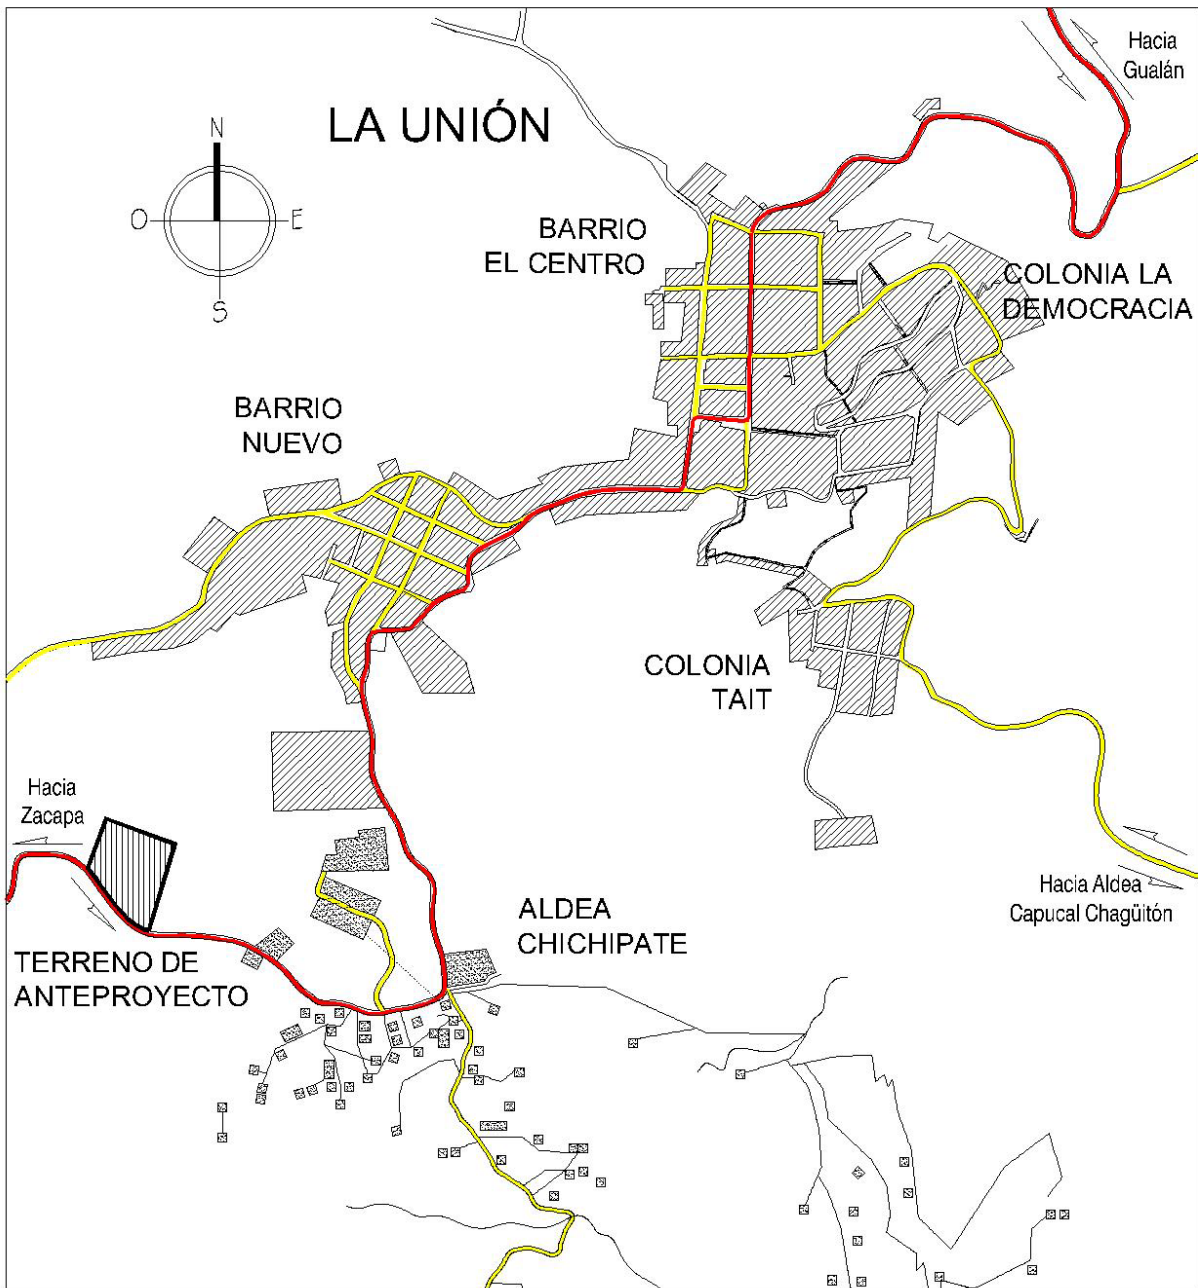 Hacia
Gualán
LA UNIÓN
N
O
E
S
BARRIO
EL CENTRO
COLONIA LA
DEMOCRACIA
BARRIO
NUEVO
COLONIA
TAIT
Hacia
Zacapa
Hacia Aldea
Capucal Chagüitón
ALDEA
CHICHIPATE
TERRENO DE
ANTEPROYECTO